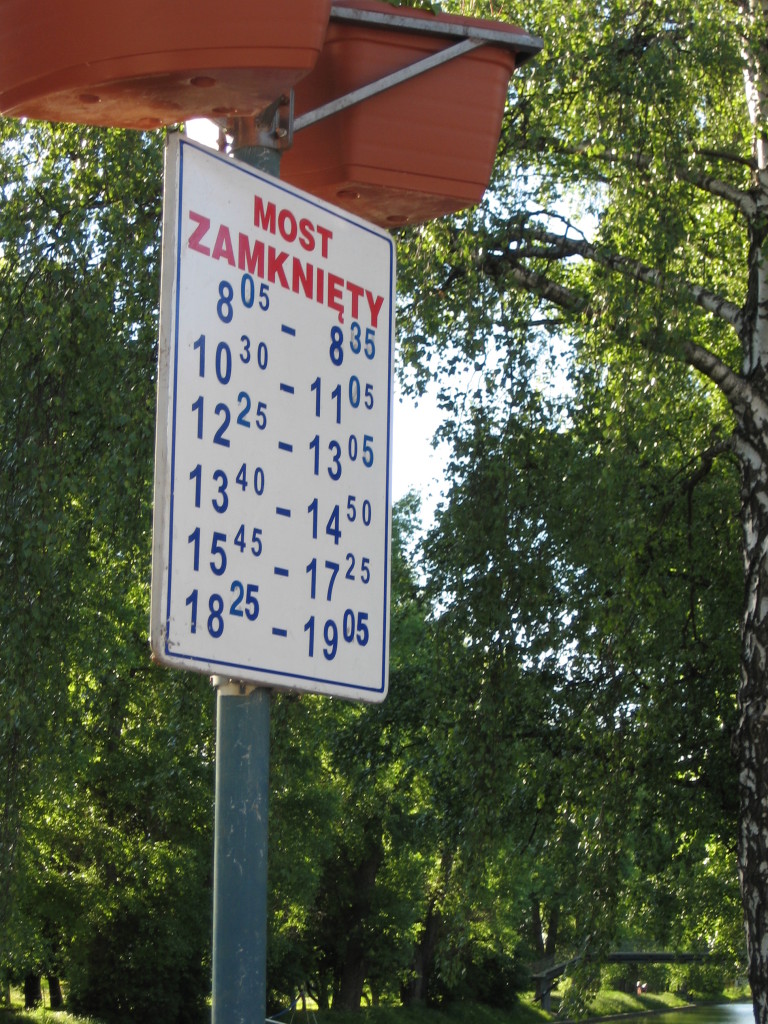 MOST
ZAMKNIĘTY
8⁰⁵ - 8³⁵
10³⁰ - 11⁰⁵
12²⁵ - 13⁰⁵
13⁴⁰ - 14⁵⁰
15⁴⁵ - 17²⁵
18²⁵ - 19⁰⁵